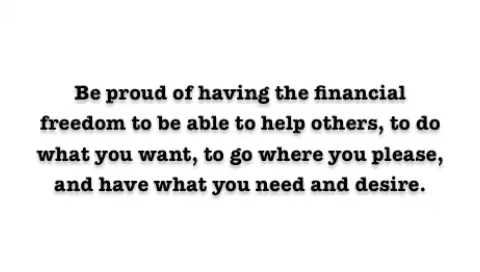 Be proud of having the financial
freedom to be able to help others, to do
what you want, to go where you please,
and have what you need and desire.